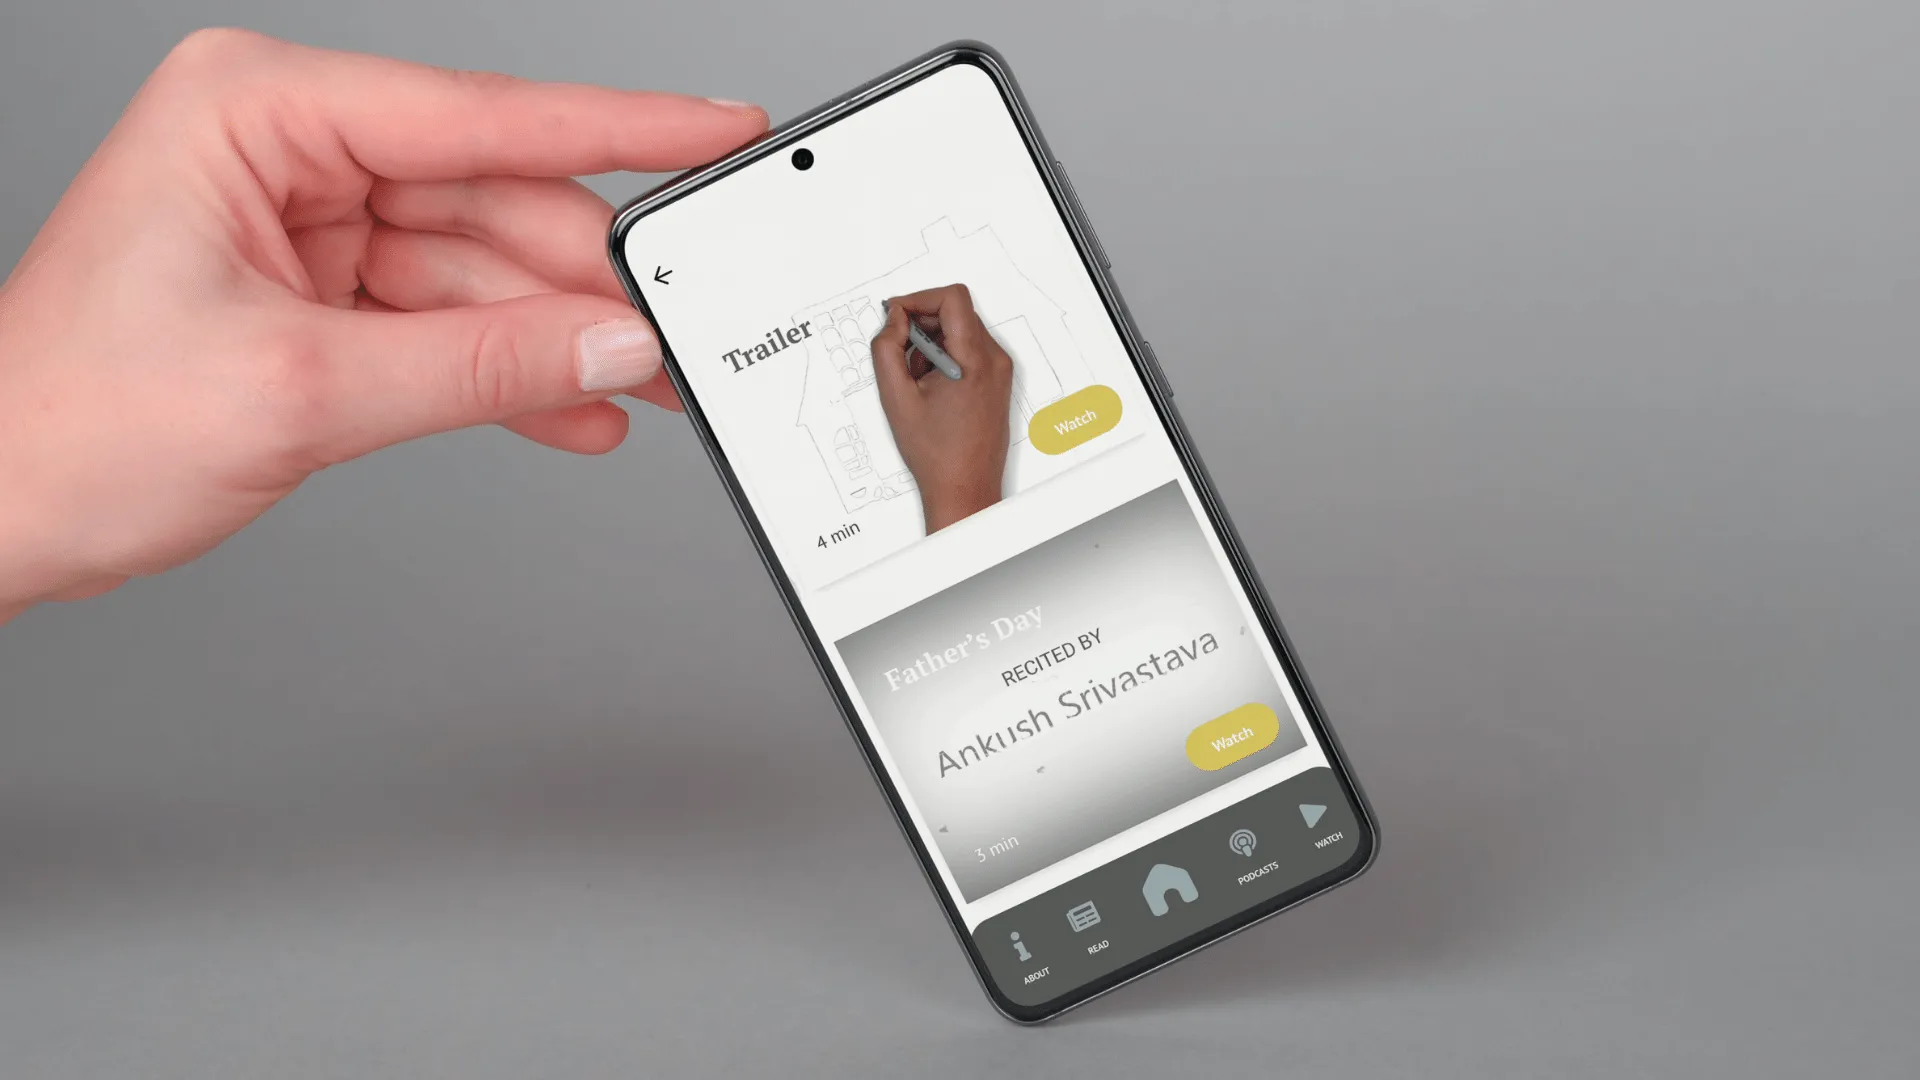 Trailer
Watch
4 min
Father's Day
RECITED BY
Ankush Srivastava
Watch
3 min
ABOUT
READ
PODCASTS
WATCH